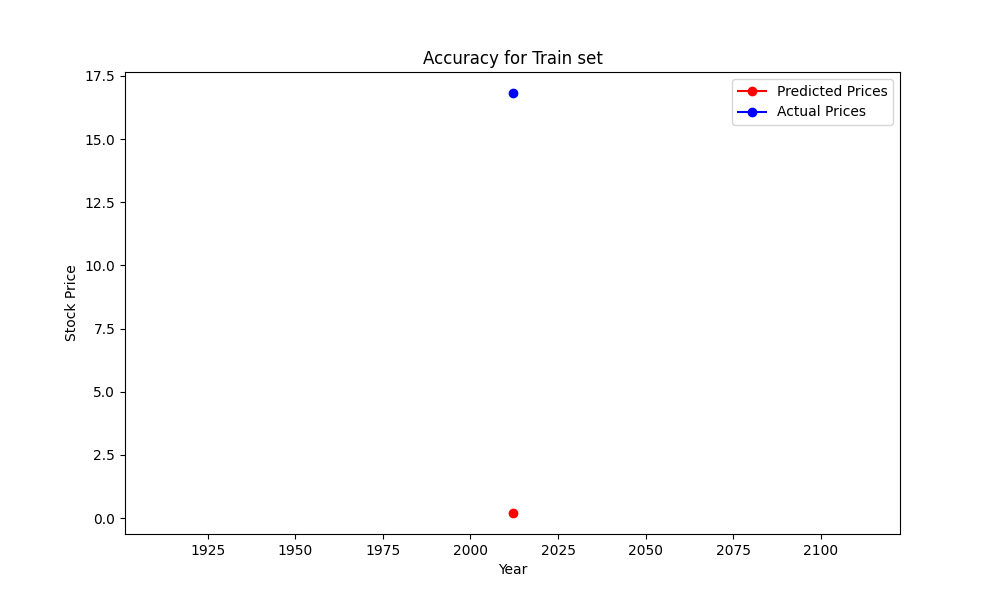 Accuracy for Train set
Predicted Prices
Actual Prices
17.5
15.0
12.5
10.0
7.5
5.0
2.5
0.0
Stock Price
1925 1950 1975 2000 2025 2050 2075 2100
Year